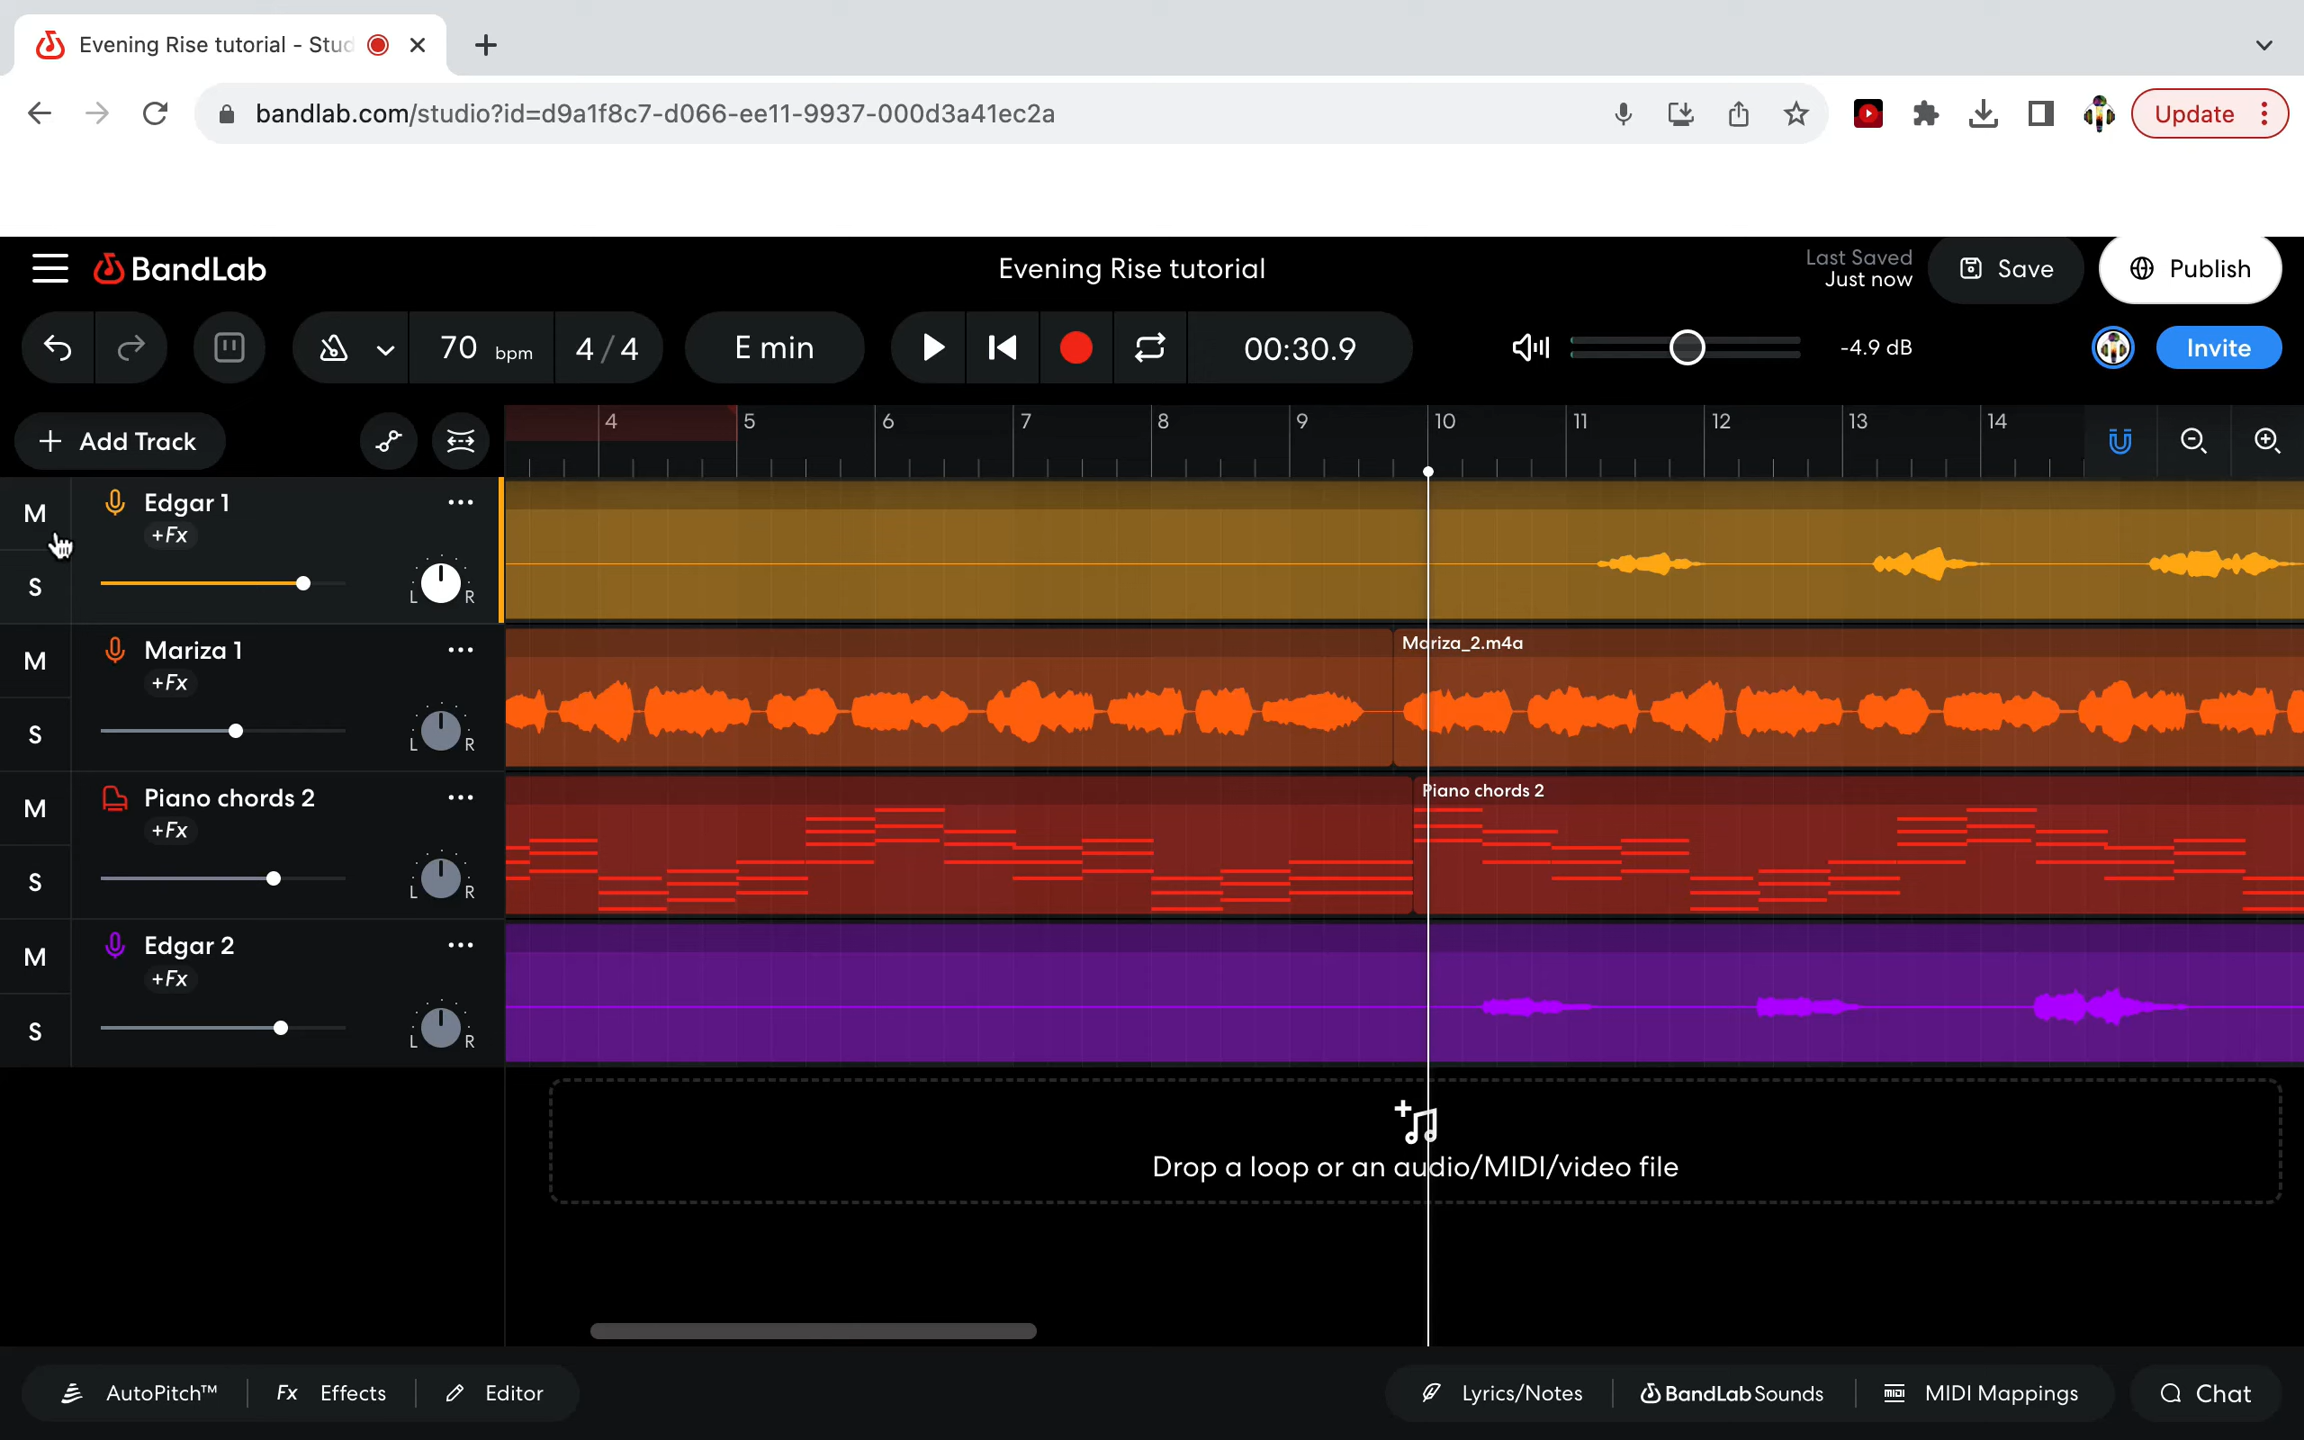 Evening Rise tutorial - Stud
bandlab.com/studio?id=d9a1f8c7-d066-ee11-9937-000d3a41ec2a
Update
BandLab
Evening Rise tutorial
Last Saved
Just now
Save
Publish
70 bpm
4/4
E min
00:30.9
-4.9 dB
Invite
+ Add Track
4 5 6 7 8 9 10 11 12 13 14
M
Edgar 1
+Fx
S
L R
M
Mariza 1
+Fx
S
L R
Mariza_2.m4a
M
Piano chords 2
+Fx
S
L R
Piano chords 2
M
Edgar 2
+Fx
S
L R
Drop a loop or an audio/MIDI/video file
AutoPitch™
Fx Effects
Editor
Lyrics/Notes
BandLab Sounds
MIDI MIDI Mappings
Chat